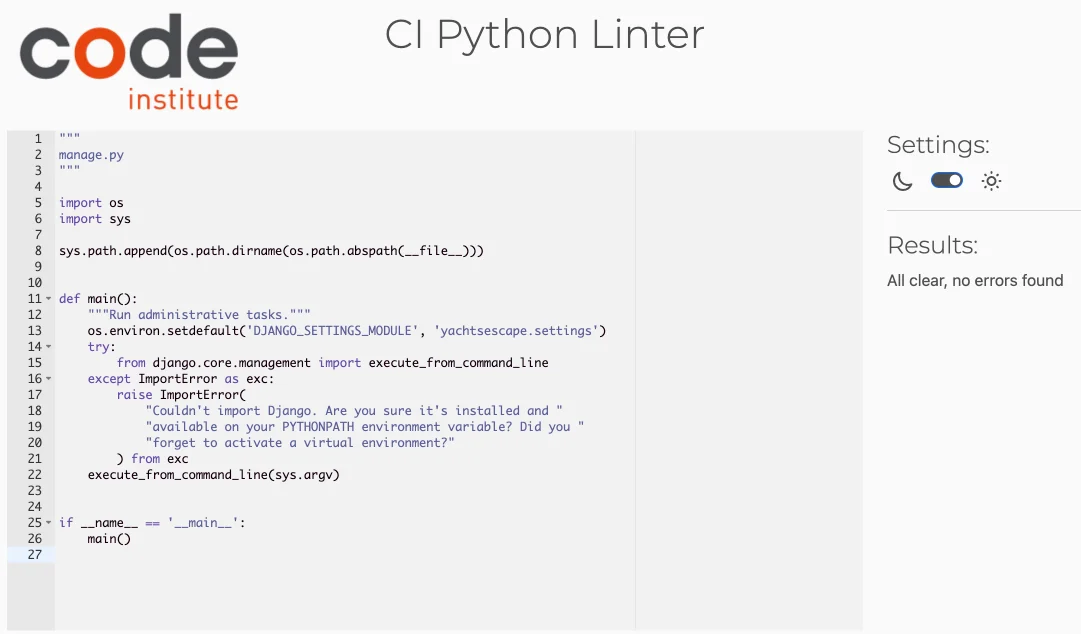 code
institute
CI Python Linter
1 """
2 manage.py
3 """
4
5 import os
6 import sys
7
8 sys.path.append(os.path.dirname(os.path.abspath(__file__)))
9
10
11 def main():
12     """Run administrative tasks."""
13     os.environ.setdefault('DJANGO_SETTINGS_MODULE', 'yachtsescape.settings')
14     try:
15         from django.core.management import execute_from_command_line
16     except ImportError as exc:
17         raise ImportError(
18             "Couldn't import Django. Are you sure it's installed and "
19             "available on your PYTHONPATH environment variable? Did you "
20             "forget to activate a virtual environment?"
21         ) from exc
22     execute_from_command_line(sys.argv)
23
24
25 if __name__ == '__main__':
26     main()
27
Settings:
Results:
All clear, no errors found